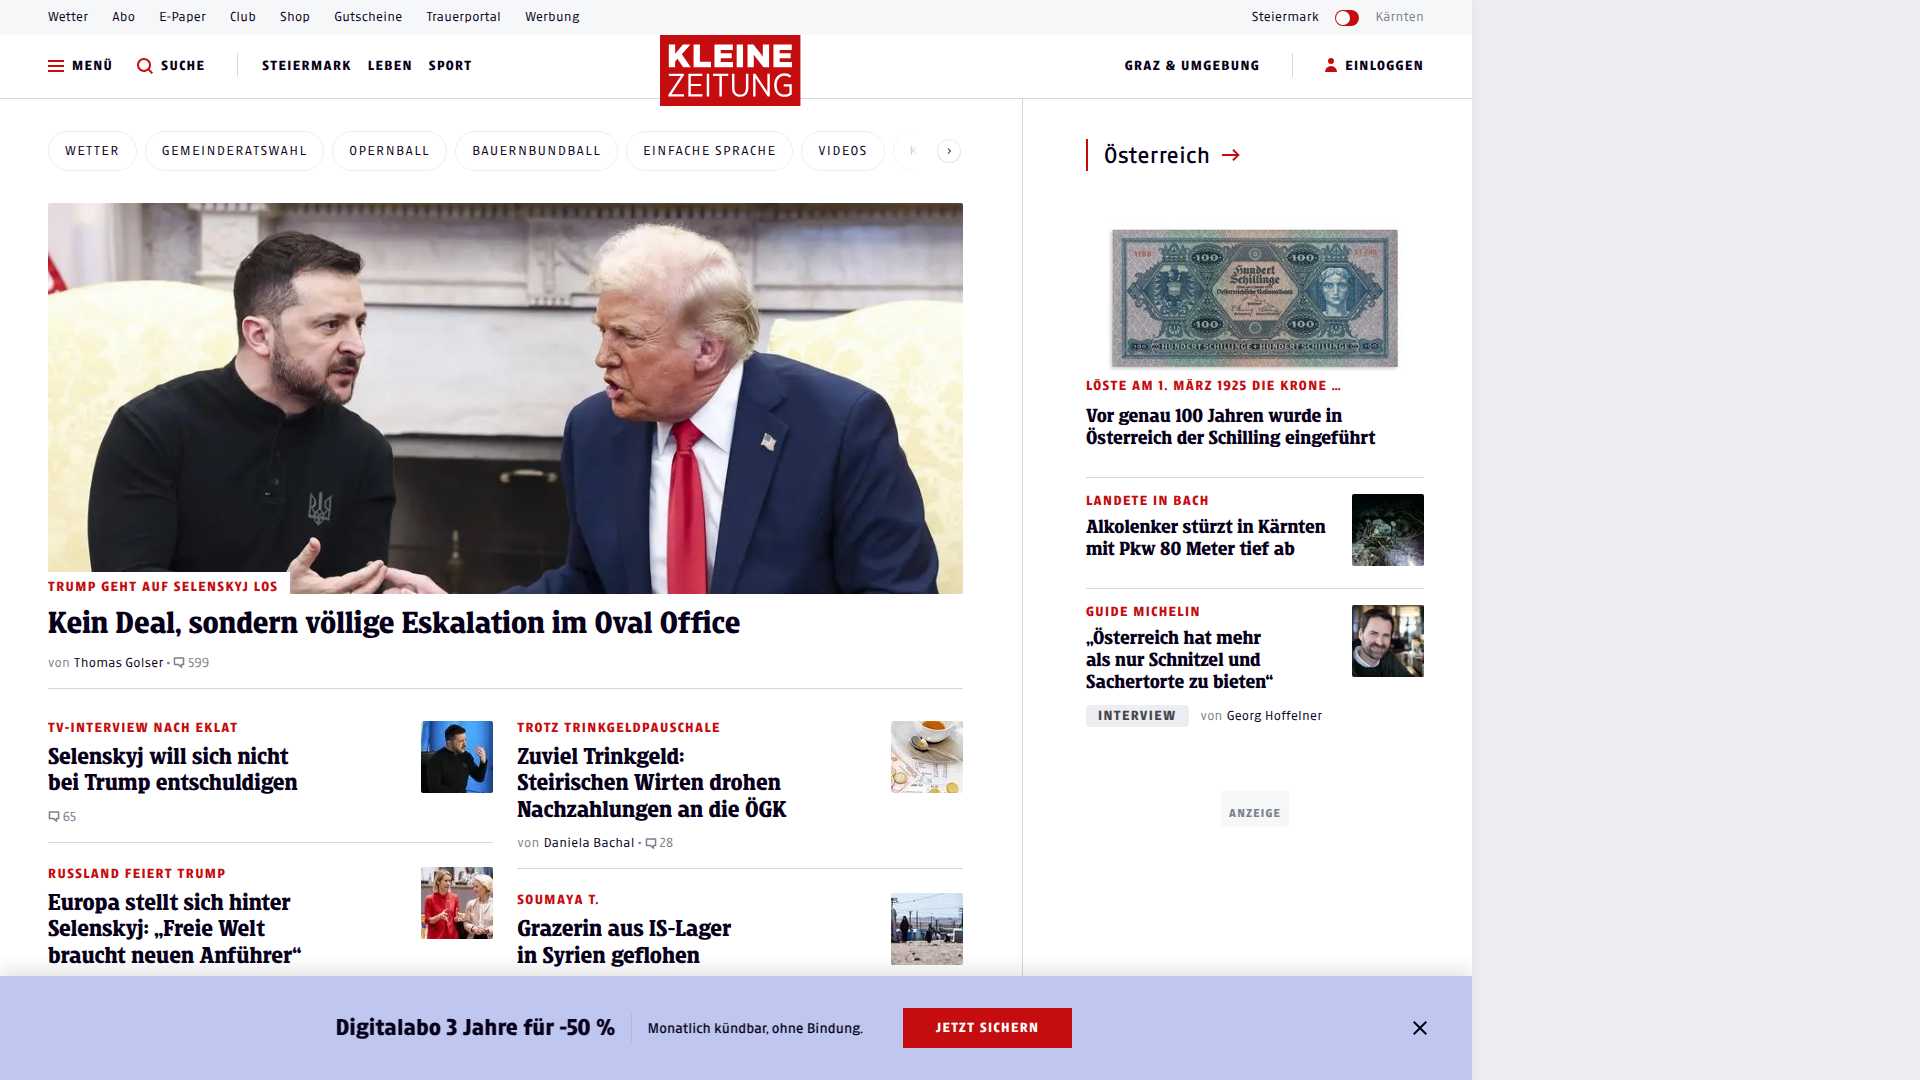 Wetter Abo E-Paper Club Shop Gutscheine Trauerportal Werbung Steiermark Kärnten
MENÜ SUCHE STEIERMARK LEBEN SPORT KLEINE ZEITUNG GRAZ & UMGEBUNG EINLOGGEN
WETTER GEMEINDERATSWAHL OPERNBALL BAUERNBUNDBALL EINFACHE SPRACHE VIDEOS K
TRUMP GEHT AUF SELENSKYJ LOS
Kein Deal, sondern völlige Eskalation im Oval Office
von Thomas Golser • 599
TV-INTERVIEW NACH EKLAT
Selenskyj will sich nicht
bei Trump entschuldigen
65
RUSSLAND FEIERT TRUMP
Europa stellt sich hinter
Selenskyj: „Freie Welt
braucht neuen Anführer“
TROTZ TRINKGELDPAUSCHALE
Zuviel Trinkgeld:
Steirischen Wirten drohen
Nachzahlungen an die ÖGK
von Daniela Bachal • 28
SOUMAYA T.
Grazerin aus IS-Lager
in Syrien geflohen
Österreich
100 100
Hundert
Schillinge
100 100
HUNDERT SCHILLINGE HUNDERT SCHILLINGE
LÖSTE AM 1. MÄRZ 1925 DIE KRONE ...
Vor genau 100 Jahren wurde in
Österreich der Schilling eingeführt
LANDETE IN BACH
Alkolenker stürzt in Kärnten
mit Pkw 80 Meter tief ab
GUIDE MICHELIN
„Österreich hat mehr
als nur Schnitzel und
Sachertorte zu bieten“
INTERVIEW von Georg Hoffelner
ANZEIGE
Digitalabo 3 Jahre für -50 % Monatlich kündbar, ohne Bindung. JETZT SICHERN